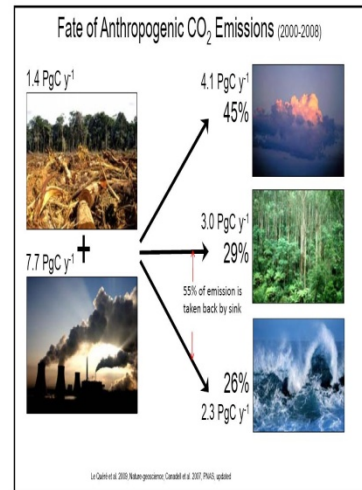 Fate of Anthropogenic CO₂ Emissions (2000-2008)
1.4 PgC y⁻¹
+
7.7 PgC y⁻¹
4.1 PgC y⁻¹
45%
3.0 PgC y⁻¹
29%
55% of emission is
taken back by sink
26%
2.3 PgC y⁻¹
Le Quéré et al. 2009, Nature-geoscience; Canadell et al. 2007, PNAS, updated